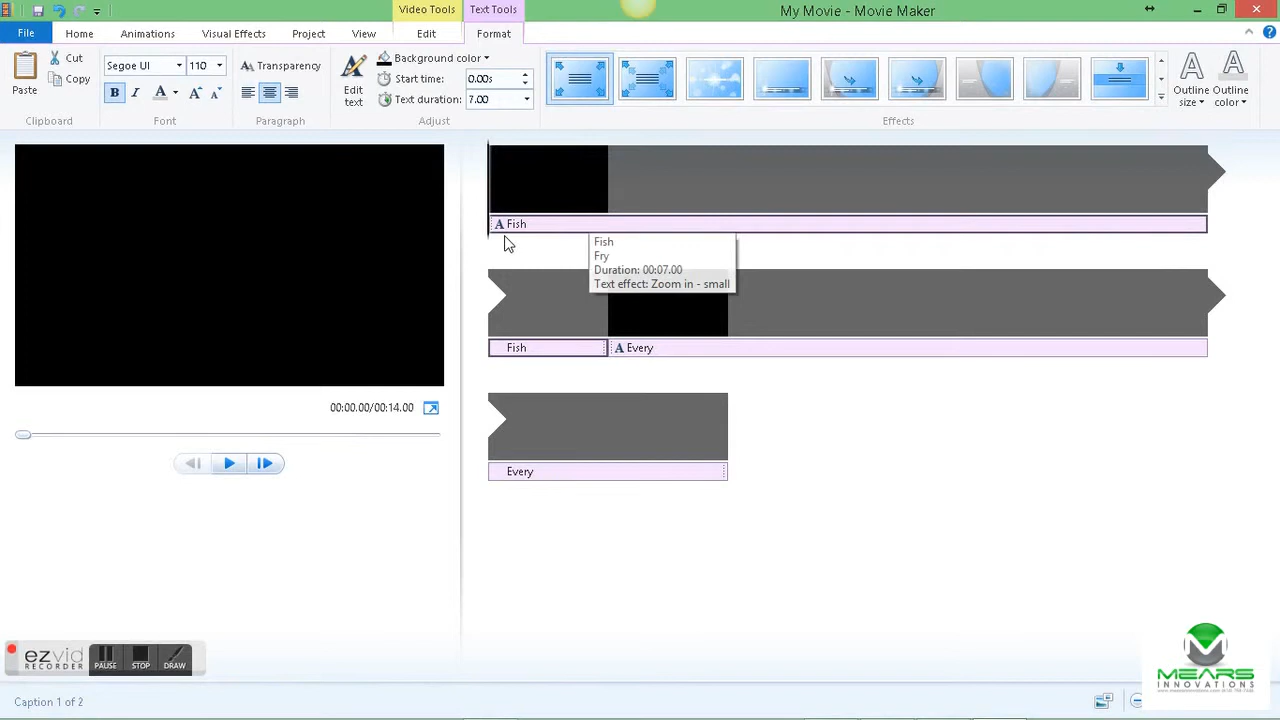 Video Tools
Text Tools
My Movie - Movie Maker
File
Home
Animations
Visual Effects
Project
View
Edit
Format
Paste
Cut
Copy
Clipboard
Segoe UI
110
B
I
A
A
A
Font
Transparency
Paragraph
Edit text
Background color
Start time:
0.00s
Text duration:
7.00
Adjust
Effects
A
Outline size
A
Outline color
A Fish
Fish
Fry
Duration: 00:07.00
Text effect: Zoom in - small
Fish
A Every
00:00.00/00:14.00
Every
ezvid
RECORDER
PAUSE
STOP
DRAW
MEARS
INNOVATIONS
Caption 1 of 2